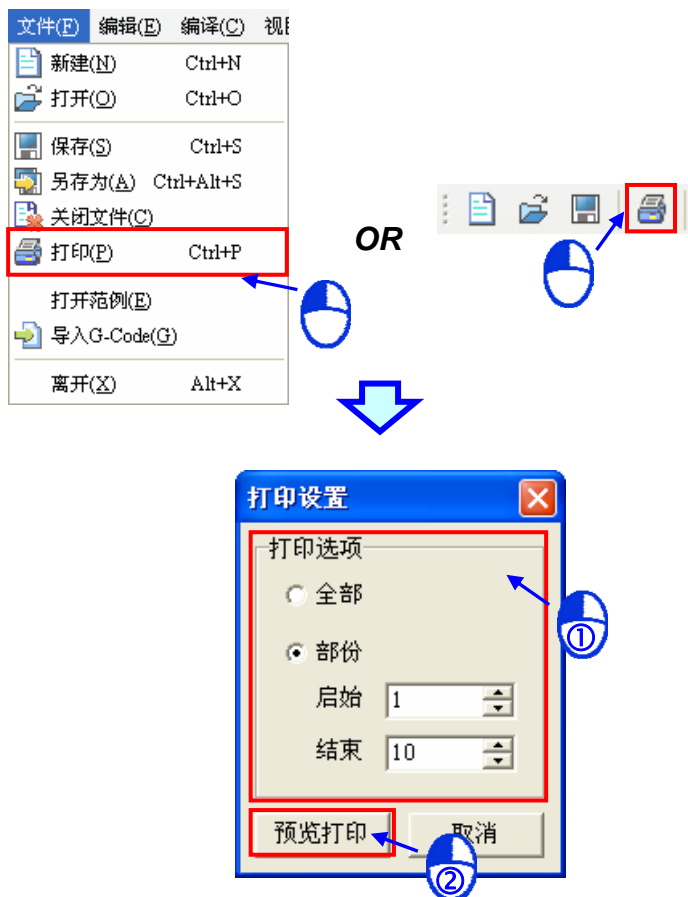 文件(F) 编辑(E) 编译(C) 视
新建(N) Ctrl+N
打开(O) Ctrl+O
保存(S) Ctrl+S
另存为(A) Ctrl+Alt+S
关闭文件(C)
打印(P) Ctrl+P
打开范例(E)
导入G-Code(G)
离开(X) Alt+X
OR
打印设置
打印选项
全部
①
部份
启始 1
结束 10
预览打印 取消
②